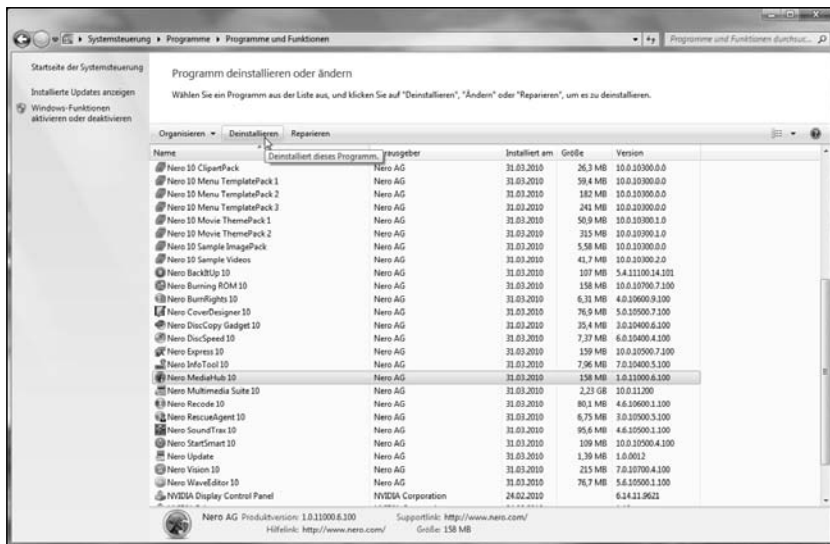 Systemsteuerung ▸ Programme ▸ Programme und Funktionen
Programme und Funktionen durchsuc...
Startseite der Systemsteuerung
Installierte Updates anzeigen
Windows-Funktionen aktivieren oder deaktivieren
Programm deinstallieren oder ändern
Wählen Sie ein Programm aus der Liste aus, und klicken Sie auf "Deinstallieren", "Ändern" oder "Reparieren", um es zu deinstallieren.
Organisieren Deinstallieren Reparieren
Deinstalliert dieses Programm.
Name Installiert am Größe Version
Nero 10 ClipartPack Nero AG 31.03.2010 26,3 MB 10.0.10300.0.0
Nero 10 Menu TemplatePack 1 Nero AG 31.03.2010 59,4 MB 10.0.10300.0.0
Nero 10 Menu TemplatePack 2 Nero AG 31.03.2010 182 MB 10.0.10300.0.0
Nero 10 Menu TemplatePack 3 Nero AG 31.03.2010 241 MB 10.0.10300.0.0
Nero 10 Movie ThemePack 1 Nero AG 31.03.2010 50,9 MB 10.0.10300.1.0
Nero 10 Movie ThemePack 2 Nero AG 31.03.2010 315 MB 10.0.10300.1.0
Nero 10 Sample ImagePack Nero AG 31.03.2010 5,58 MB 10.0.10300.0.0
Nero 10 Sample Videos Nero AG 31.03.2010 41,7 MB 10.0.10300.2.0
Nero BackItUp 10 Nero AG 31.03.2010 107 MB 5.4.11100.14.101
Nero Burning ROM 10 Nero AG 31.03.2010 158 MB 10.0.10700.7.100
Nero BurnRights 10 Nero AG 31.03.2010 6,31 MB 4.0.10600.9.100
Nero CoverDesigner 10 Nero AG 31.03.2010 76,9 MB 5.0.10500.7.100
Nero DiscCopy Gadget 10 Nero AG 31.03.2010 35,4 MB 3.0.10400.6.100
Nero DiscSpeed 10 Nero AG 31.03.2010 7,37 MB 6.0.10400.4.100
Nero Express 10 Nero AG 31.03.2010 159 MB 10.0.10500.7.100
Nero InfoTool 10 Nero AG 31.03.2010 7,96 MB 7.0.10400.5.100
Nero MediaHub 10 Nero AG 31.03.2010 158 MB 1.0.11000.6.100
Nero Multimedia Suite 10 Nero AG 31.03.2010 2,23 GB 10.0.11200
Nero Recode 10 Nero AG 31.03.2010 80,1 MB 4.6.10600.1.100
Nero RescueAgent 10 Nero AG 31.03.2010 6,75 MB 3.0.10500.3.100
Nero SoundTrax 10 Nero AG 31.03.2010 95,6 MB 4.6.10500.1.100
Nero StartSmart 10 Nero AG 31.03.2010 109 MB 10.0.10500.4.100
Nero Update Nero AG 31.03.2010 1,39 MB 1.0.0012
Nero Vision 10 Nero AG 31.03.2010 215 MB 7.0.10700.4.100
Nero WaveEditor 10 Nero AG 31.03.2010 76,7 MB 5.6.10500.1.100
NVIDIA Display Control Panel NVIDIA Corporation 24.02.2010 6.14.11.9621
Nero AG Produktversion: 1.0.11000.6.100 Supportlink: http://www.nero.com/
Hilfelink: http://www.nero.com/ Größe: 158 MB